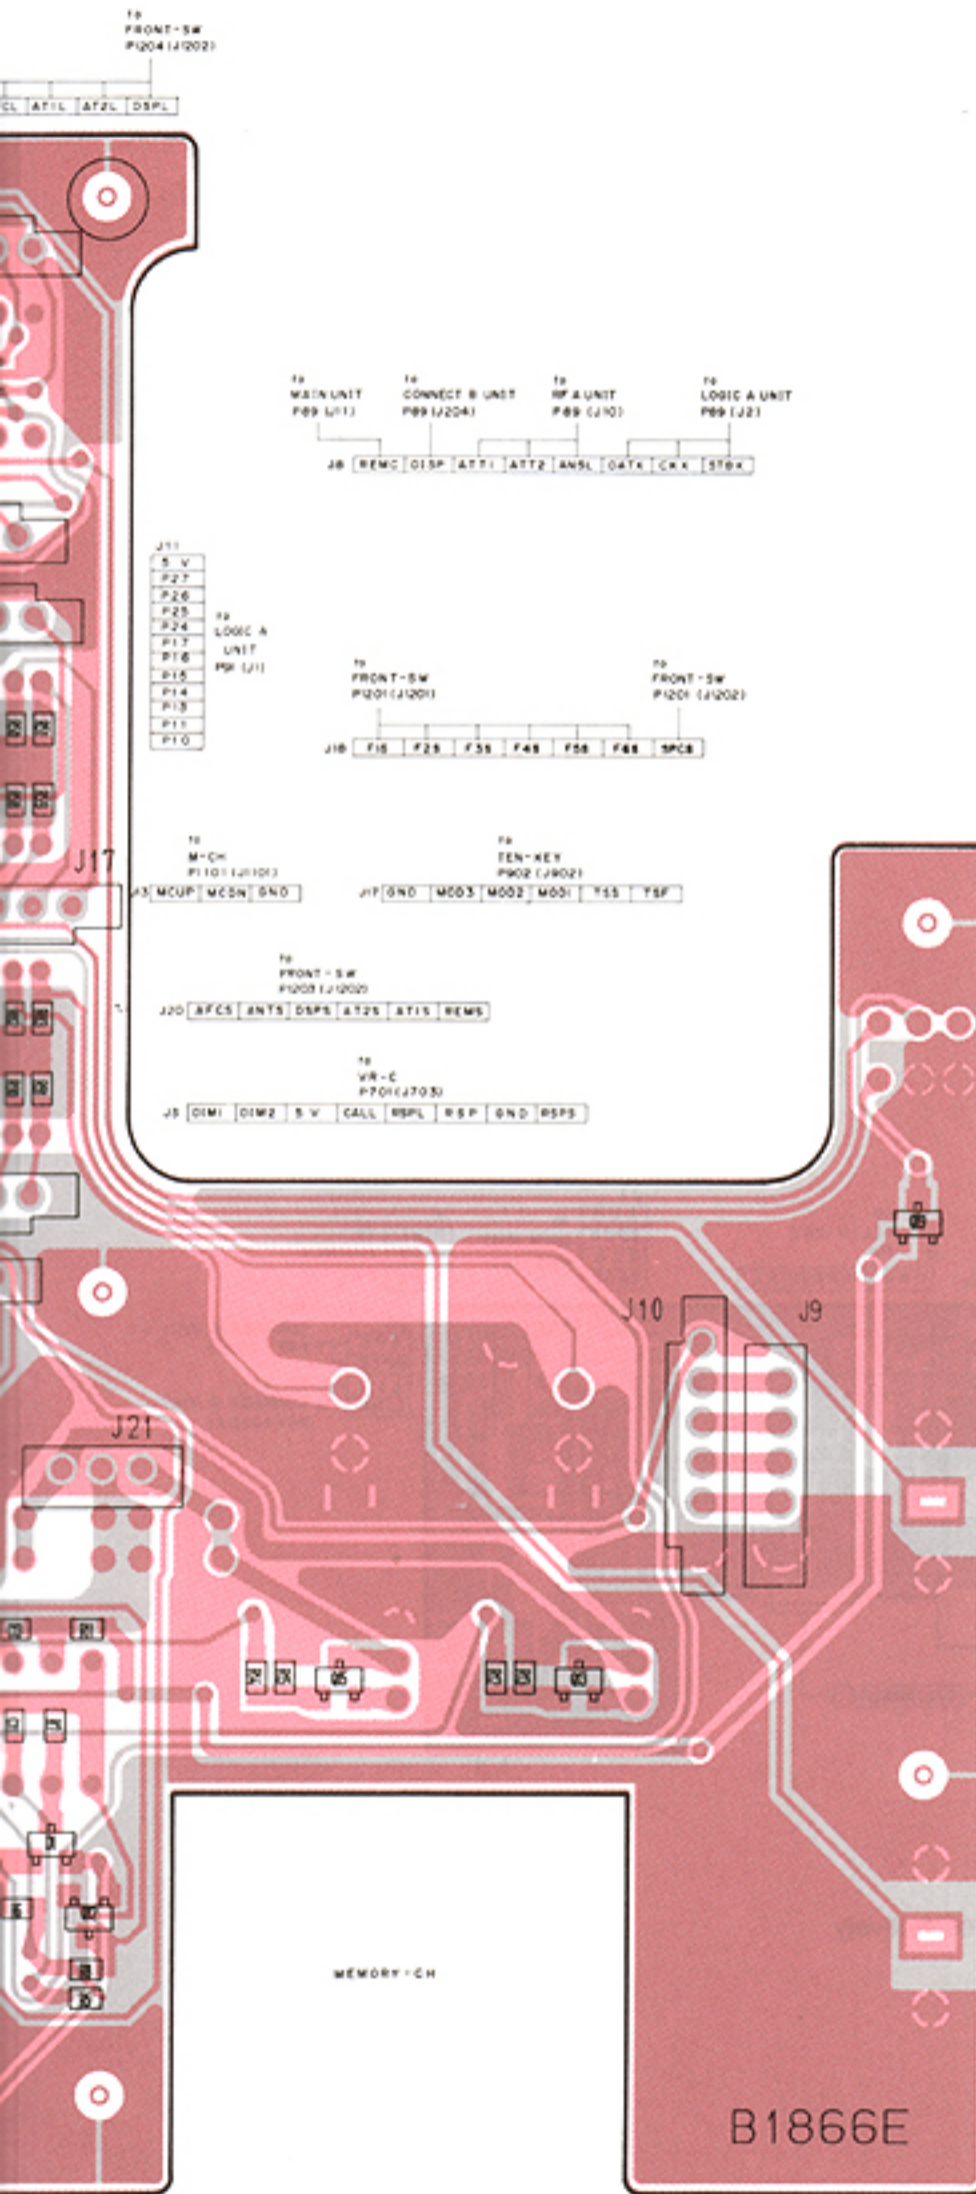 to
FRONT-SW
P1204 (J1202)
CL AT1L AT2L DSPL
to
MAIN UNIT
P89 (J11)
to
CONNECT B UNIT
P89 (J204)
to
RF A UNIT
P89 (J10)
to
LOGIC A UNIT
P89 (J2)
J8 REMC DISP ATT1 ATT2 ANSL DATK CKK STBK
J11
5 V
P27
P26
P25
P24
P17
P16
P15
P14
P13
P11
P10
to
LOGIC A
UNIT
P91 (J1)
to
FRONT-SW
P1201 (J1201)
to
FRONT-SW
P1201 (J1202)
J18 F1S F2S F3S F4S F5S F6S SPCS
J17
to
M-CH
P1101 (J1101)
to
TEN-KEY
P902 (J902)
J3 MCUP MCDN GND
J17 GND MOD3 MOD2 MOD1 TSS TSF
to
FRONT-SW
P1203 (J1202)
J20 AFCS ANTS DSPS AT2S AT1S REMS
to
VR-C
P701 (J703)
J5 DIM1 DIM2 5 V CALL RSPL RSP GND RSPS
J10
J9
J21
MEMORY-CH
B1866E